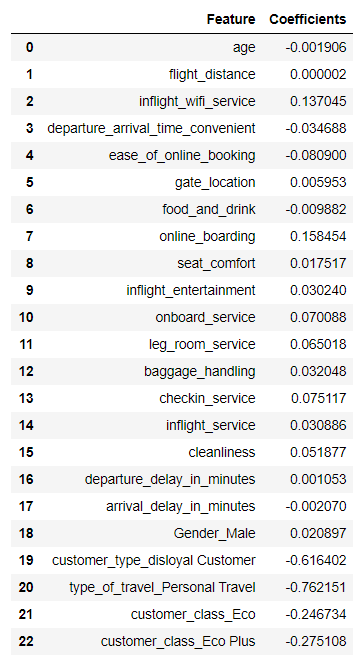 Feature Coefficients
0 age -0.001906
1 flight_distance 0.000002
2 inflight_wifi_service 0.137045
3 departure_arrival_time_convenient -0.034688
4 ease_of_online_booking -0.080900
5 gate_location 0.005953
6 food_and_drink -0.009882
7 online_boarding 0.158454
8 seat_comfort 0.017517
9 inflight_entertainment 0.030240
10 onboard_service 0.070088
11 leg_room_service 0.065018
12 baggage_handling 0.032048
13 checkin_service 0.075117
14 inflight_service 0.030886
15 cleanliness 0.051877
16 departure_delay_in_minutes 0.001053
17 arrival_delay_in_minutes -0.002070
18 Gender_Male 0.020897
19 customer_type_disloyal Customer -0.616402
20 type_of_travel_Personal Travel -0.762151
21 customer_class_Eco -0.246734
22 customer_class_Eco Plus -0.275108